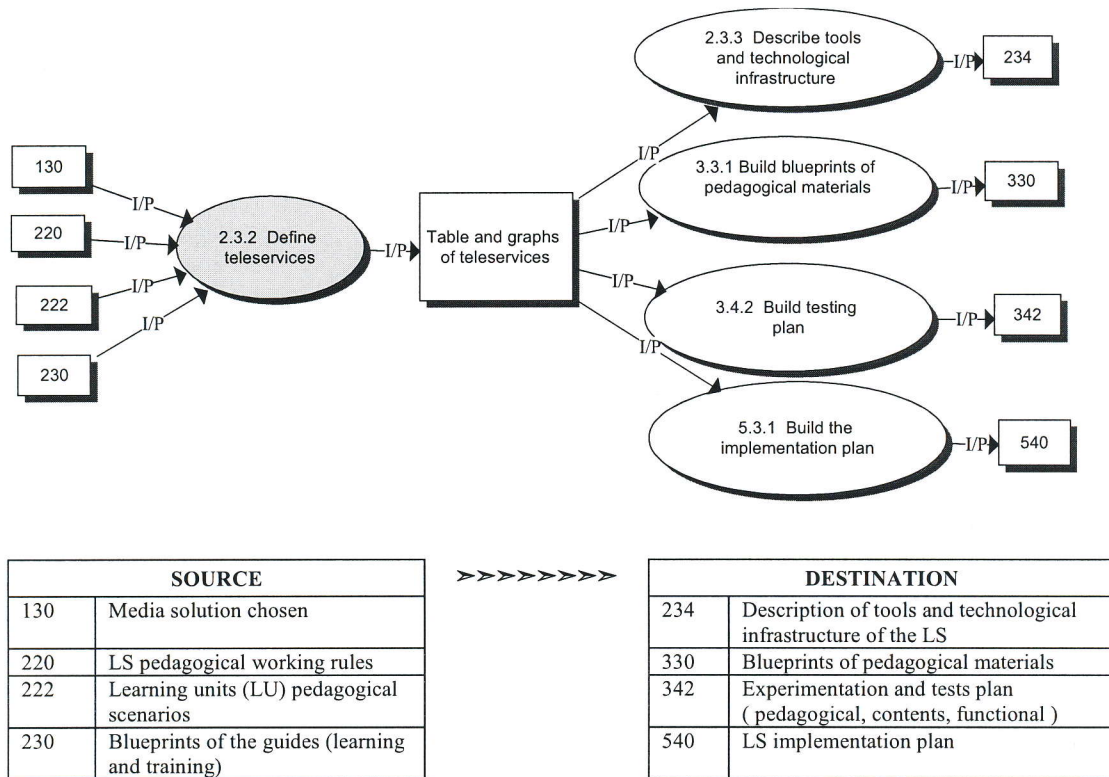 2.3.3 Describe tools
and technological
infrastructure
I/P
234
130
I/P
I/P
3.3.1 Build blueprints of
pedagogical materials
I/P
330
220
I/P
2.3.2 Define
teleservices
I/P
Table and graphs
of teleservices
I/P
222
I/P
I/P
3.4.2 Build testing
plan
I/P
342
230
I/P
I/P
5.3.1 Build the
implementation plan
I/P
540
SOURCE
130 Media solution chosen
220 LS pedagogical working rules
222 Learning units (LU) pedagogical
scenarios
230 Blueprints of the guides (learning
and training)
DESTINATION
234 Description of tools and technological
infrastructure of the LS
330 Blueprints of pedagogical materials
342 Experimentation and tests plan
( pedagogical, contents, functional )
540 LS implementation plan